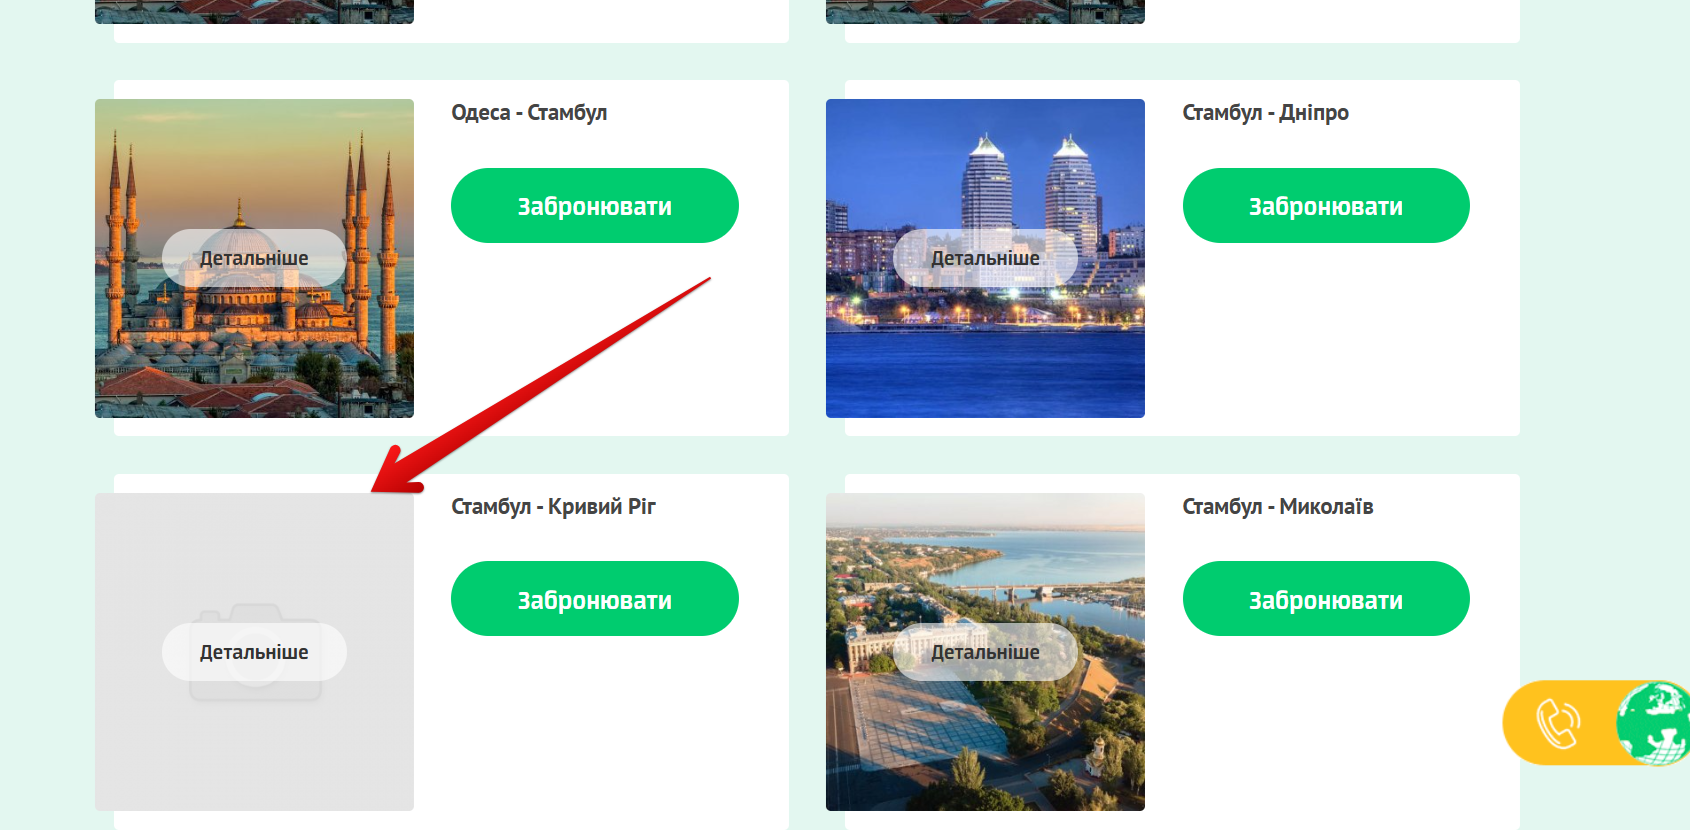 Одеса - Стамбул
Забронювати
Детальніше
Стамбул - Дніпро
Забронювати
Детальніше
Стамбул - Кривий Ріг
Забронювати
Детальніше
Стамбул - Миколаїв
Забронювати
Детальніше